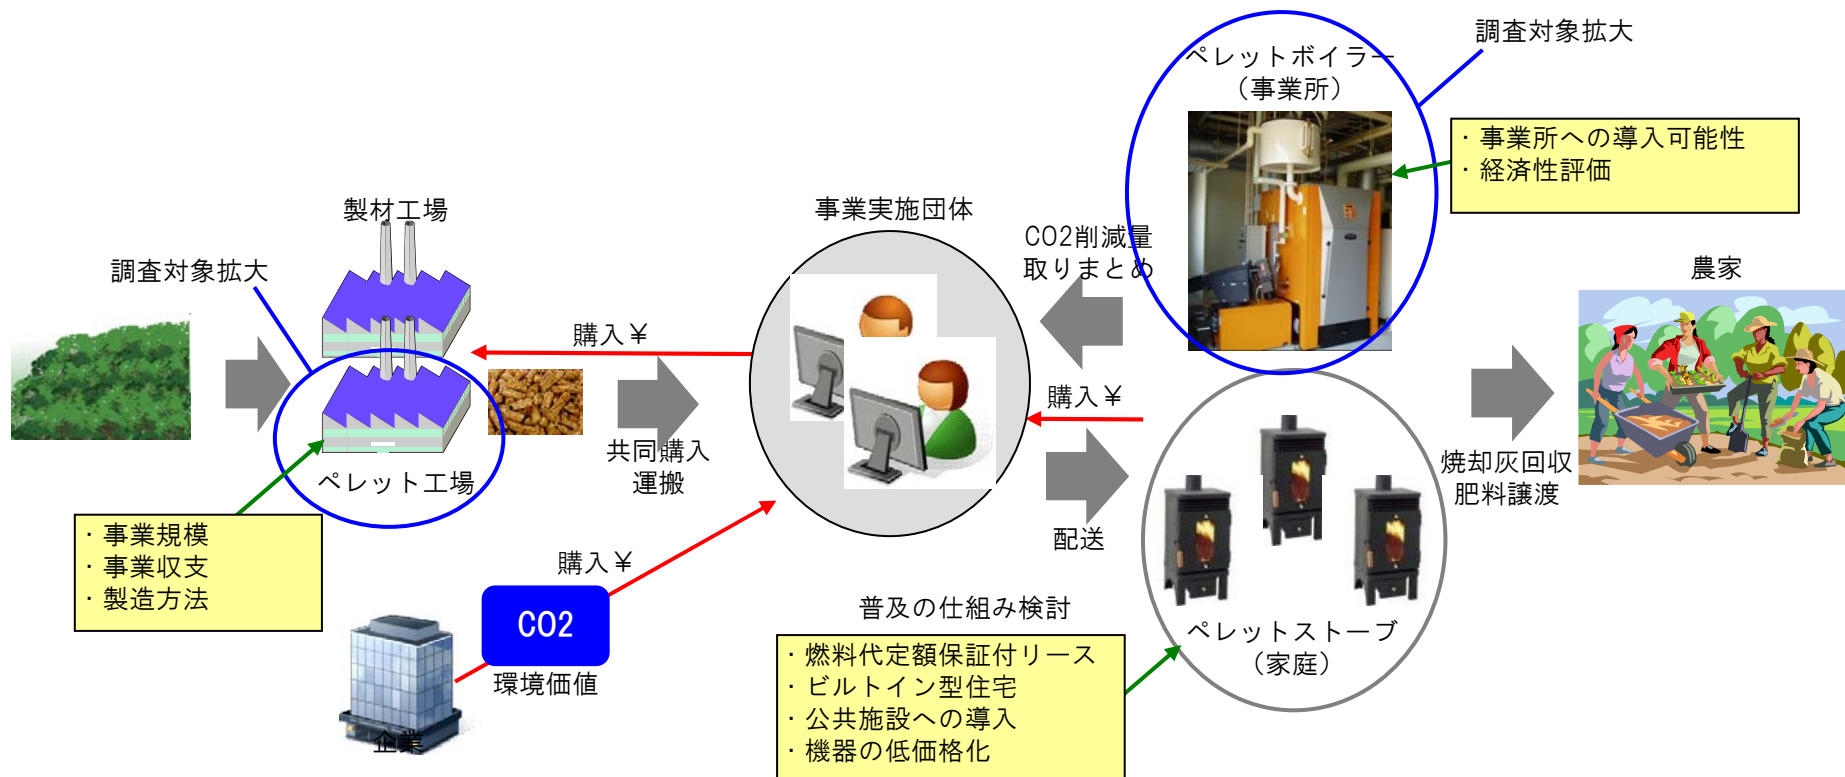 調査対象拡大
ペレットボイラー
（事業所）
・事業所への導入可能性
・経済性評価
製材工場
事業実施団体
CO2削減量
取りまとめ
農家
調査対象拡大
購入￥
購入￥
共同購入
運搬
ペレット工場
焼却灰回収
肥料譲渡
配送
・事業規模
・事業収支
・製造方法
購入￥
CO2
環境価値
企業
普及の仕組み検討
・燃料代定額保証付リース
・ビルトイン型住宅
・公共施設への導入
・機器の低価格化
ペレットストーブ
（家庭）